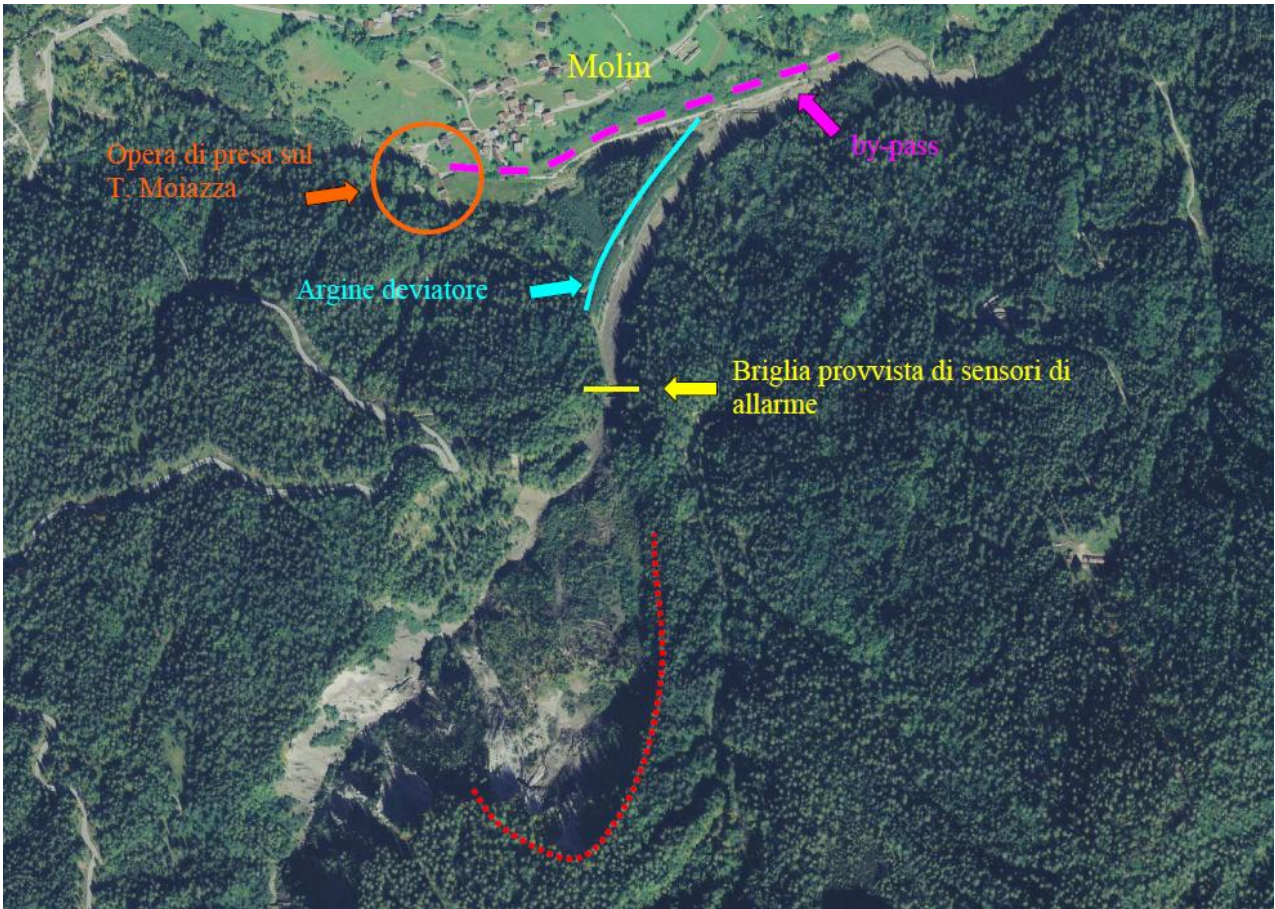 Molin
by-pass
Opera di presa sul
T. Moiazza
Argine deviatore
Briglia provvista di sensori di
allarme